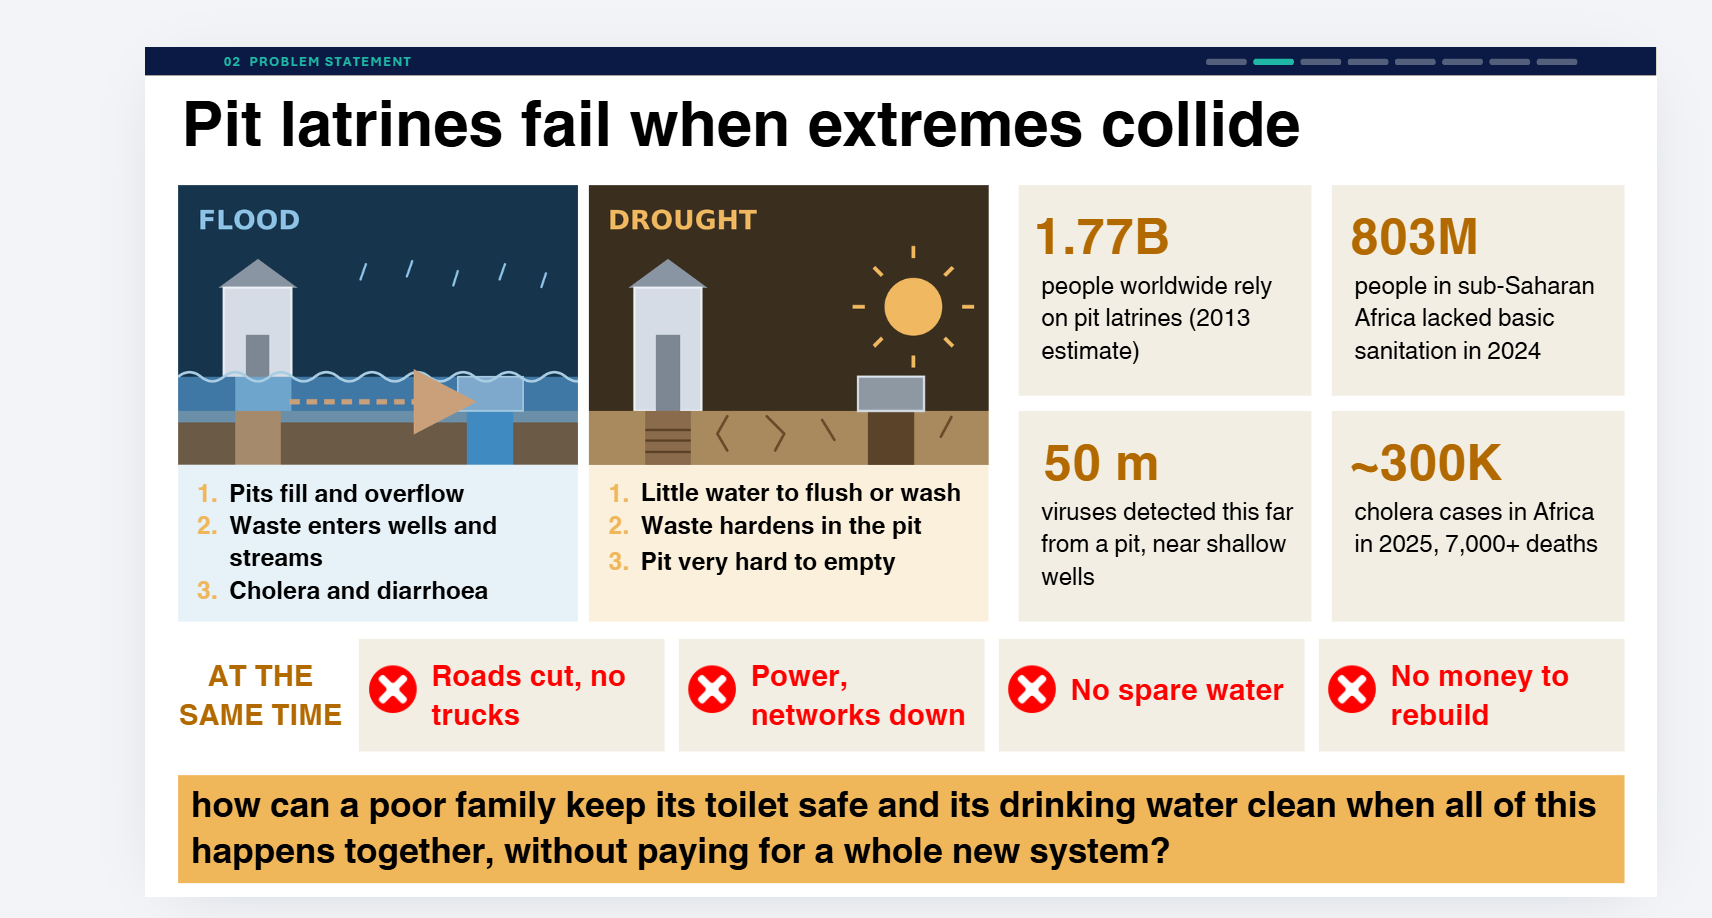 02 PROBLEM STATEMENT
Pit latrines fail when extremes collide
FLOOD
1. Pits fill and overflow
2. Waste enters wells and
streams
3. Cholera and diarrhoea
DROUGHT
1. Little water to flush or wash
2. Waste hardens in the pit
3. Pit very hard to empty
1.77B
people worldwide rely
on pit latrines (2013
estimate)
803M
people in sub-Saharan
Africa lacked basic
sanitation in 2024
50 m
viruses detected this far
from a pit, near shallow
wells
~300K
cholera cases in Africa
in 2025, 7,000+ deaths
AT THE
SAME TIME
Roads cut, no
trucks
Power,
networks down
No spare water
No money to
rebuild
how can a poor family keep its toilet safe and its drinking water clean when all of this
happens together, without paying for a whole new system?